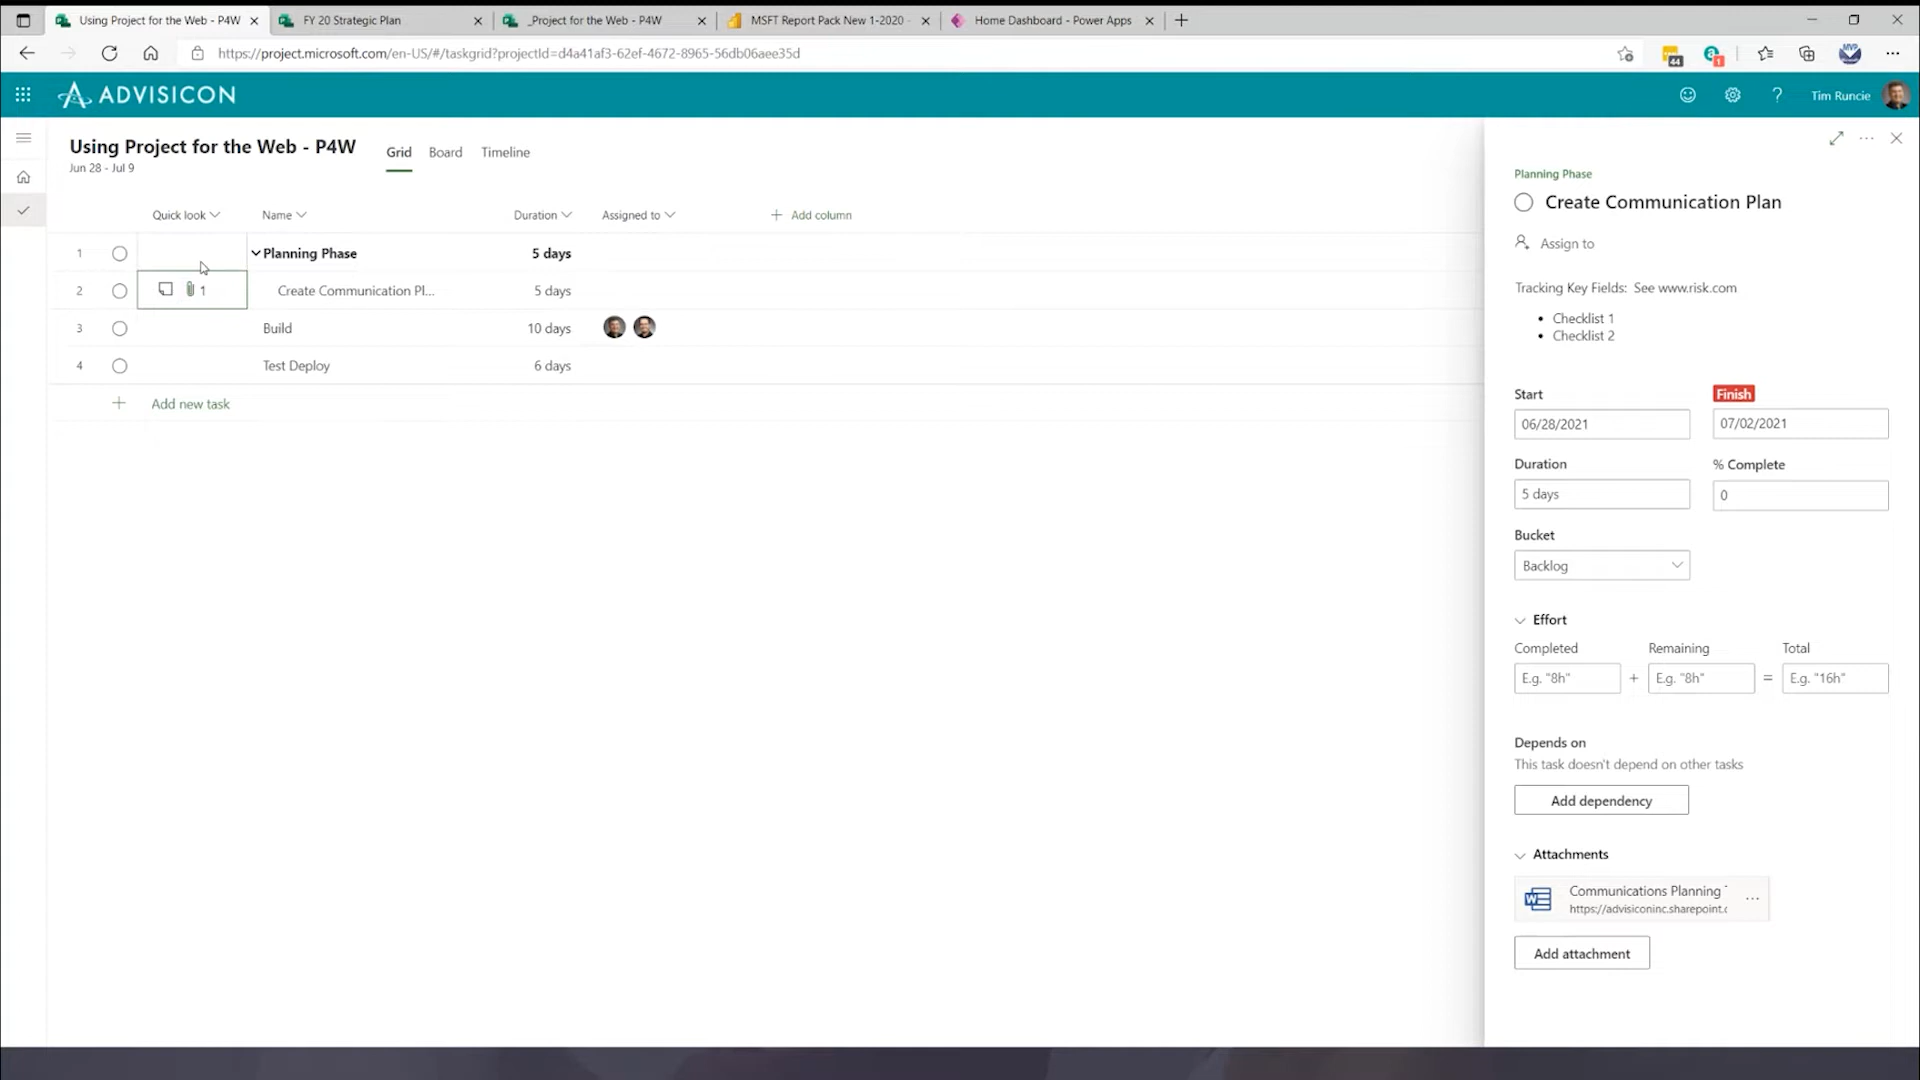 Using Project for the Web - P4W
FY 20 Strategic Plan
_Project for the Web - P4W
MSFT Report Pack New 1-2020 -
Home Dashboard - Power Apps
https://project.microsoft.com/en-US/#/taskgrid?projectId=d4a41af3-62ef-4672-8965-56db06aee35d
44
1
MVP
ADVISICON
?
Tim Runcie
Using Project for the Web - P4W
Jun 28 - Jul 9
Grid
Board
Timeline
Quick look
Name
Duration
Assigned to
Add column
1
Planning Phase
5 days
2
1
Create Communication Pl...
5 days
3
Build
10 days
4
Test Deploy
6 days
Add new task
Planning Phase
Create Communication Plan
Assign to
Tracking Key Fields: See www.risk.com
• Checklist 1
• Checklist 2
Start
Finish
06/28/2021
07/02/2021
Duration
% Complete
5 days
0
Bucket
Backlog
Effort
Completed
Remaining
Total
E.g. "8h"
+
E.g. "8h"
=
E.g. "16h"
Depends on
This task doesn't depend on other tasks
Add dependency
Attachments
Communications Planning
https://advisiconinc.sharepoint.c
Add attachment